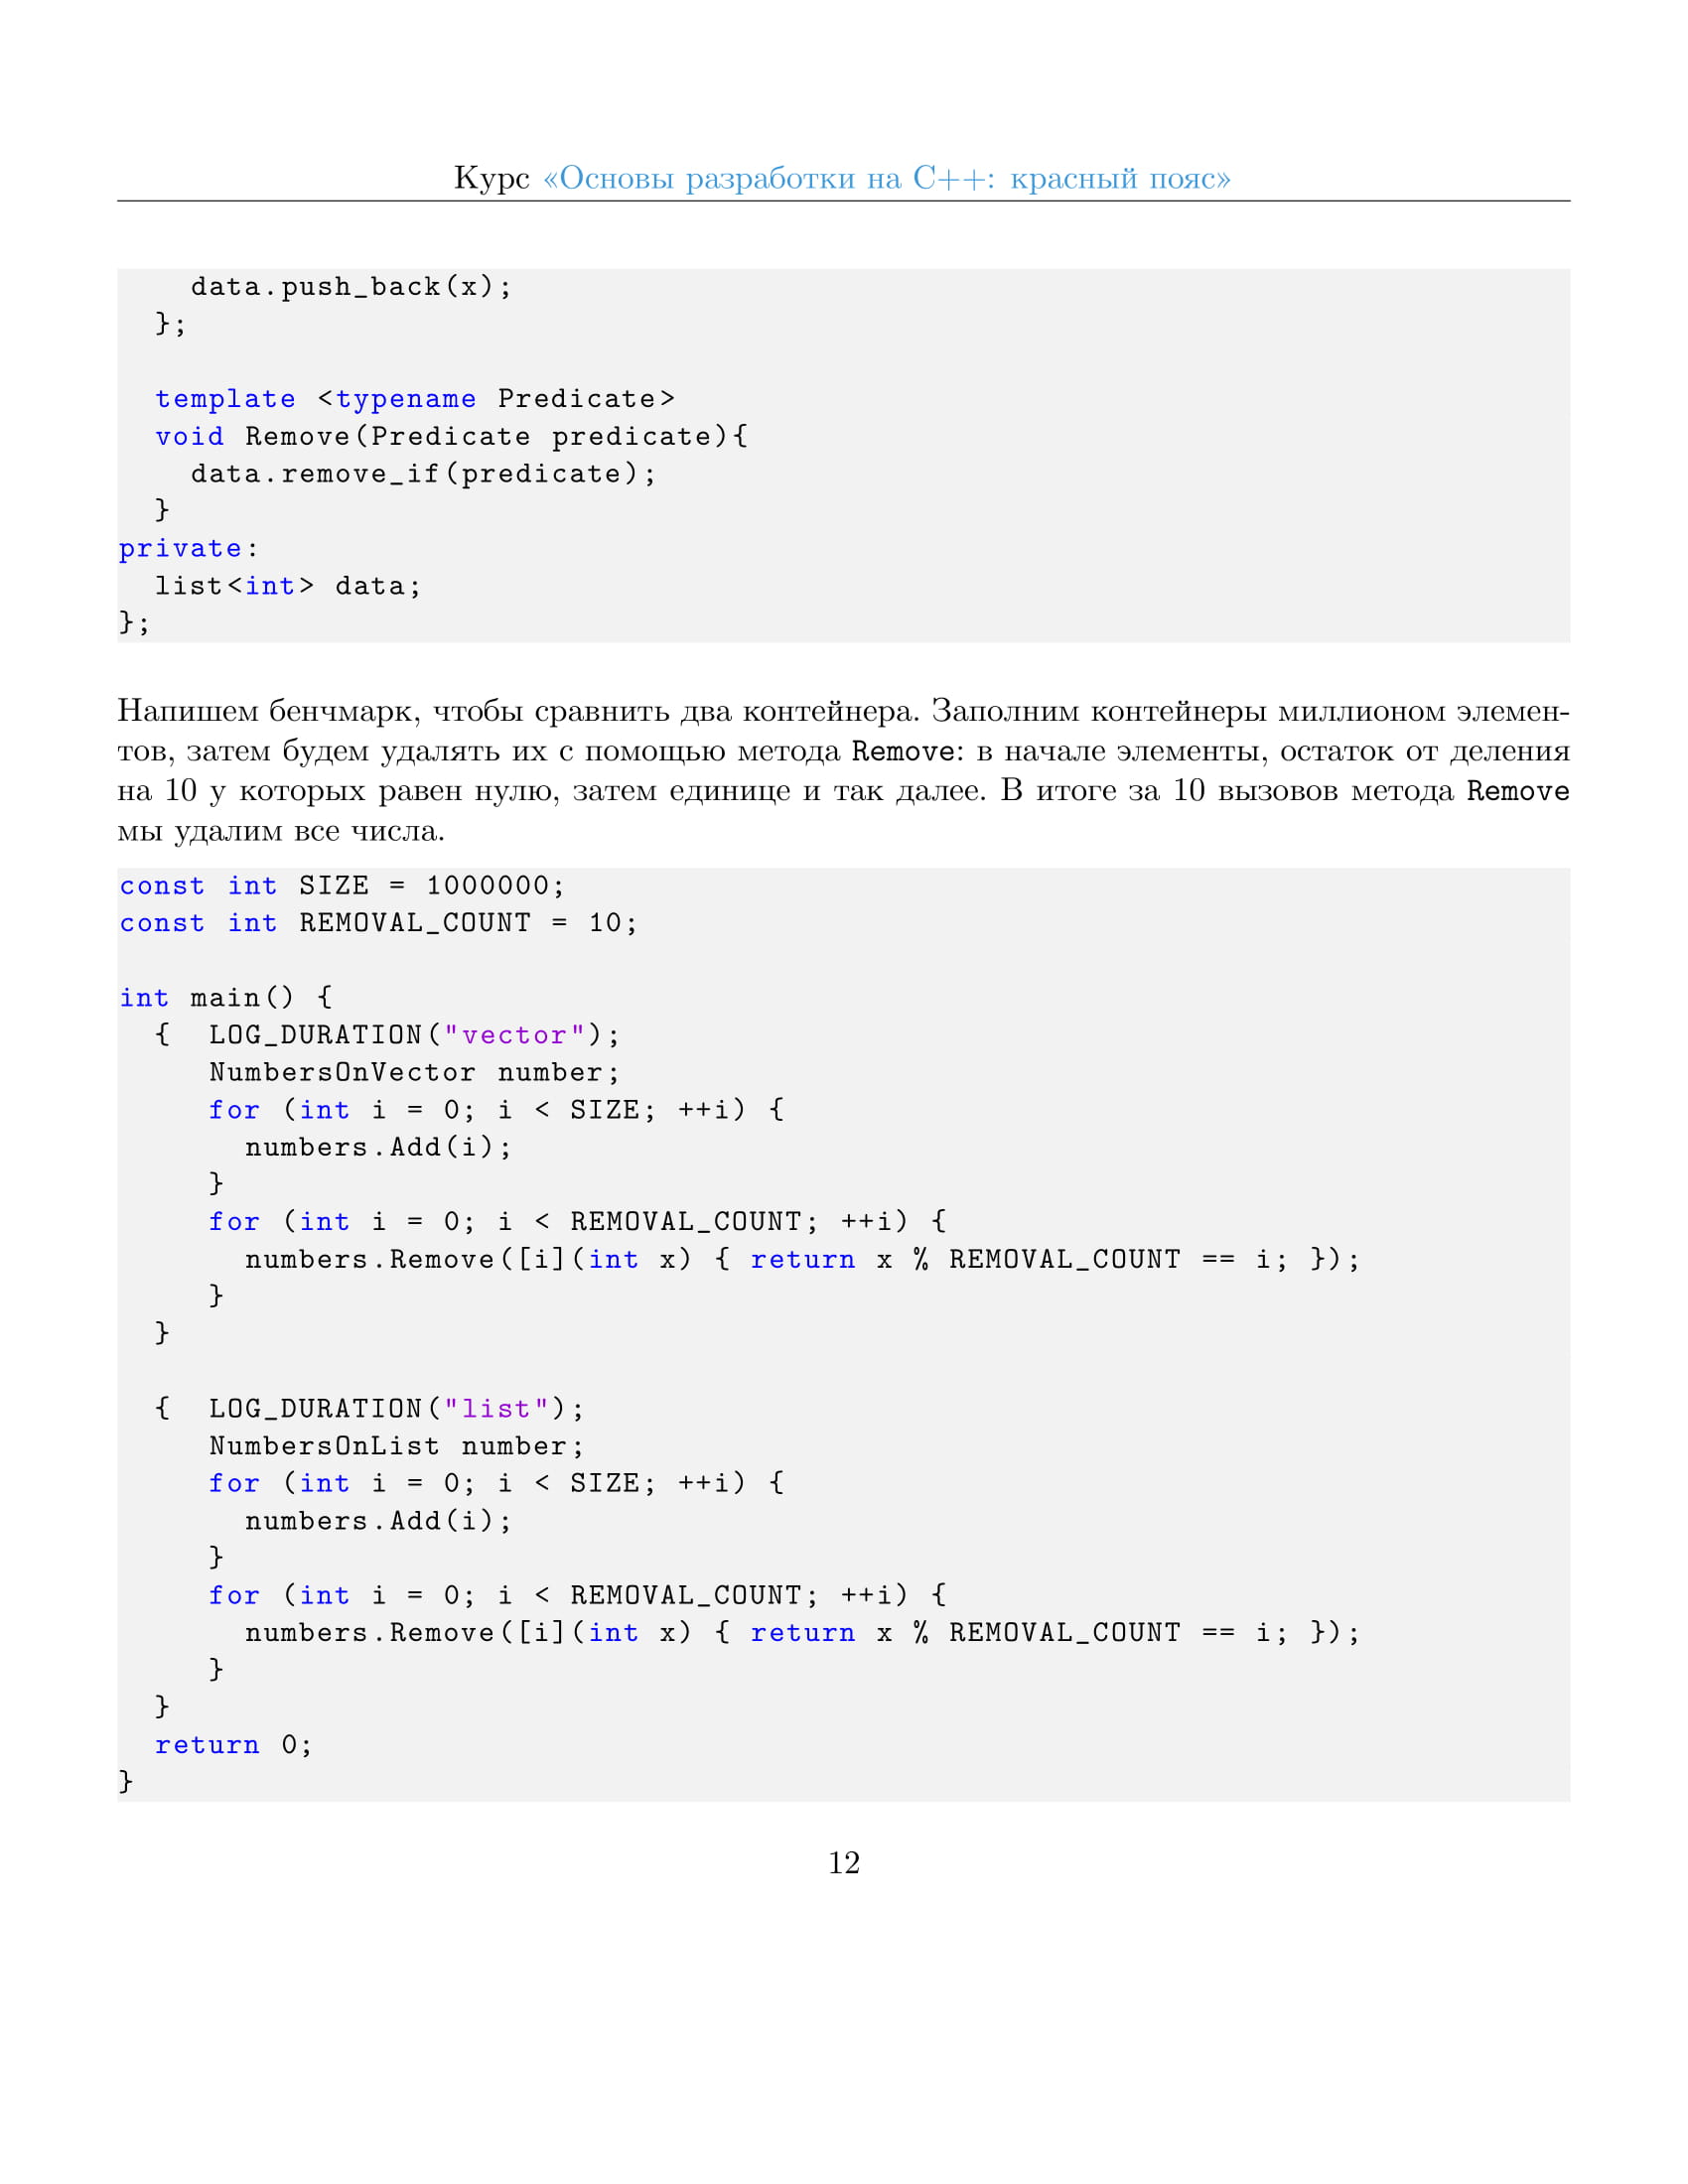 Курс «Основы разработки на C++: красный пояс»
    data.push_back(x);
  };
  template <typename Predicate>
  void Remove(Predicate predicate){
    data.remove_if(predicate);
  }
private:
  list<int> data;
};
Напишем бенчмарк, чтобы сравнить два контейнера. Заполним контейнеры миллионом элемен-
тов, затем будем удалять их с помощью метода Remove: в начале элементы, остаток от деления
на 10 у которых равен нулю, затем единице и так далее. В итоге за 10 вызовов метода Remove
мы удалим все числа.
const int SIZE = 1000000;
const int REMOVAL_COUNT = 10;
int main() {
  {  LOG_DURATION("vector");
     NumbersOnVector number;
     for (int i = 0; i < SIZE; ++i) {
       numbers.Add(i);
     }
     for (int i = 0; i < REMOVAL_COUNT; ++i) {
       numbers.Remove([i](int x) { return x % REMOVAL_COUNT == i; });
     }
  }
  {  LOG_DURATION("list");
     NumbersOnList number;
     for (int i = 0; i < SIZE; ++i) {
       numbers.Add(i);
     }
     for (int i = 0; i < REMOVAL_COUNT; ++i) {
       numbers.Remove([i](int x) { return x % REMOVAL_COUNT == i; });
     }
  }
  return 0;
}
12